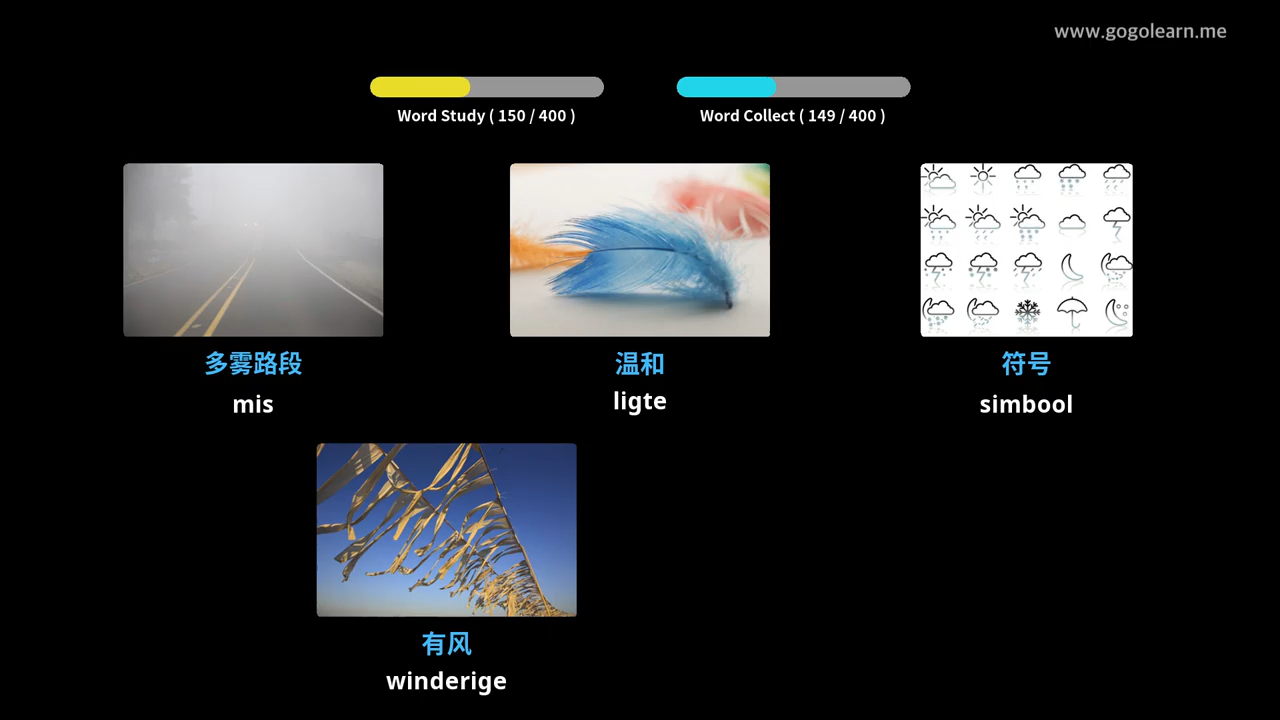 www.gogolearn.me
Word Study ( 150 / 400 )
Word Collect ( 149 / 400 )
多雾路段
mis
温和
ligte
符号
simbool
有风
winderige